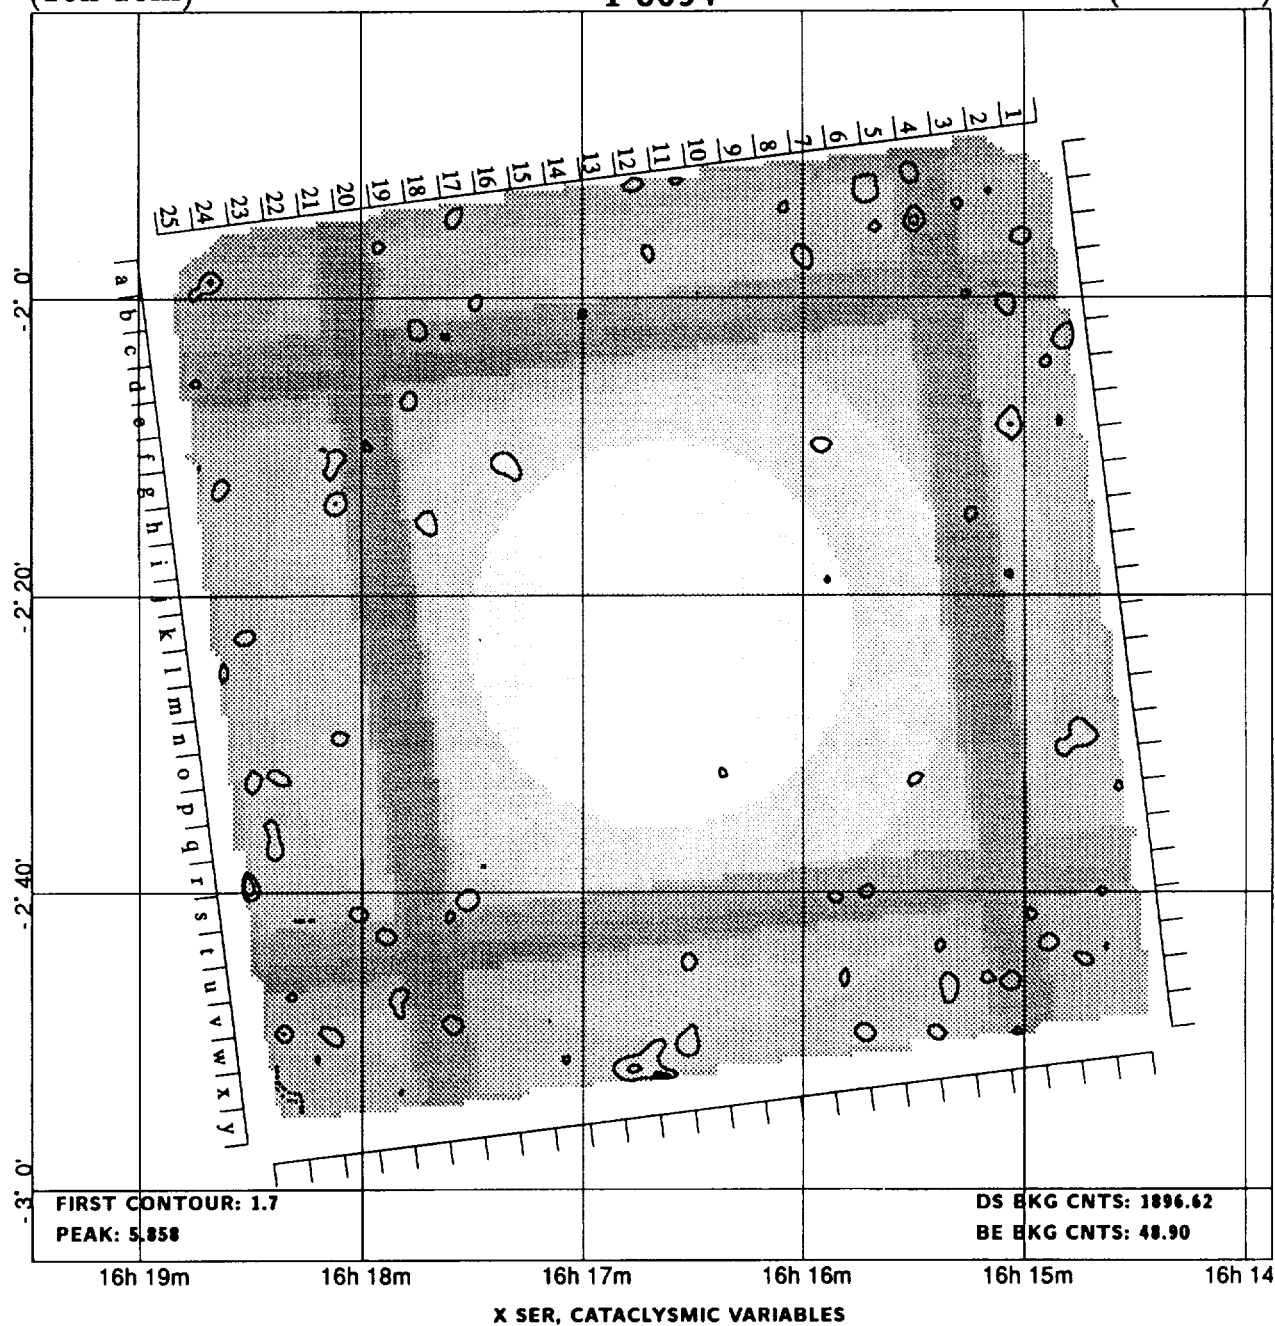 1 2 3 4 5 6 7 8 9 10 11 12 13 14 15 16 17 18 19 20 21 22 23 24 25
a b c d e f g h i j k l m n o p q r s t u v w x y
-2° 0'
-2° 20'
-2° 40'
-3° 0'
FIRST CONTOUR: 1.7
PEAK: 5.858
DS BKG CNTS: 1896.62
BE BKG CNTS: 48.90
16h 19m 16h 18m 16h 17m 16h 16m 16h 15m 16h 14
X SER, CATACLYSMIC VARIABLES